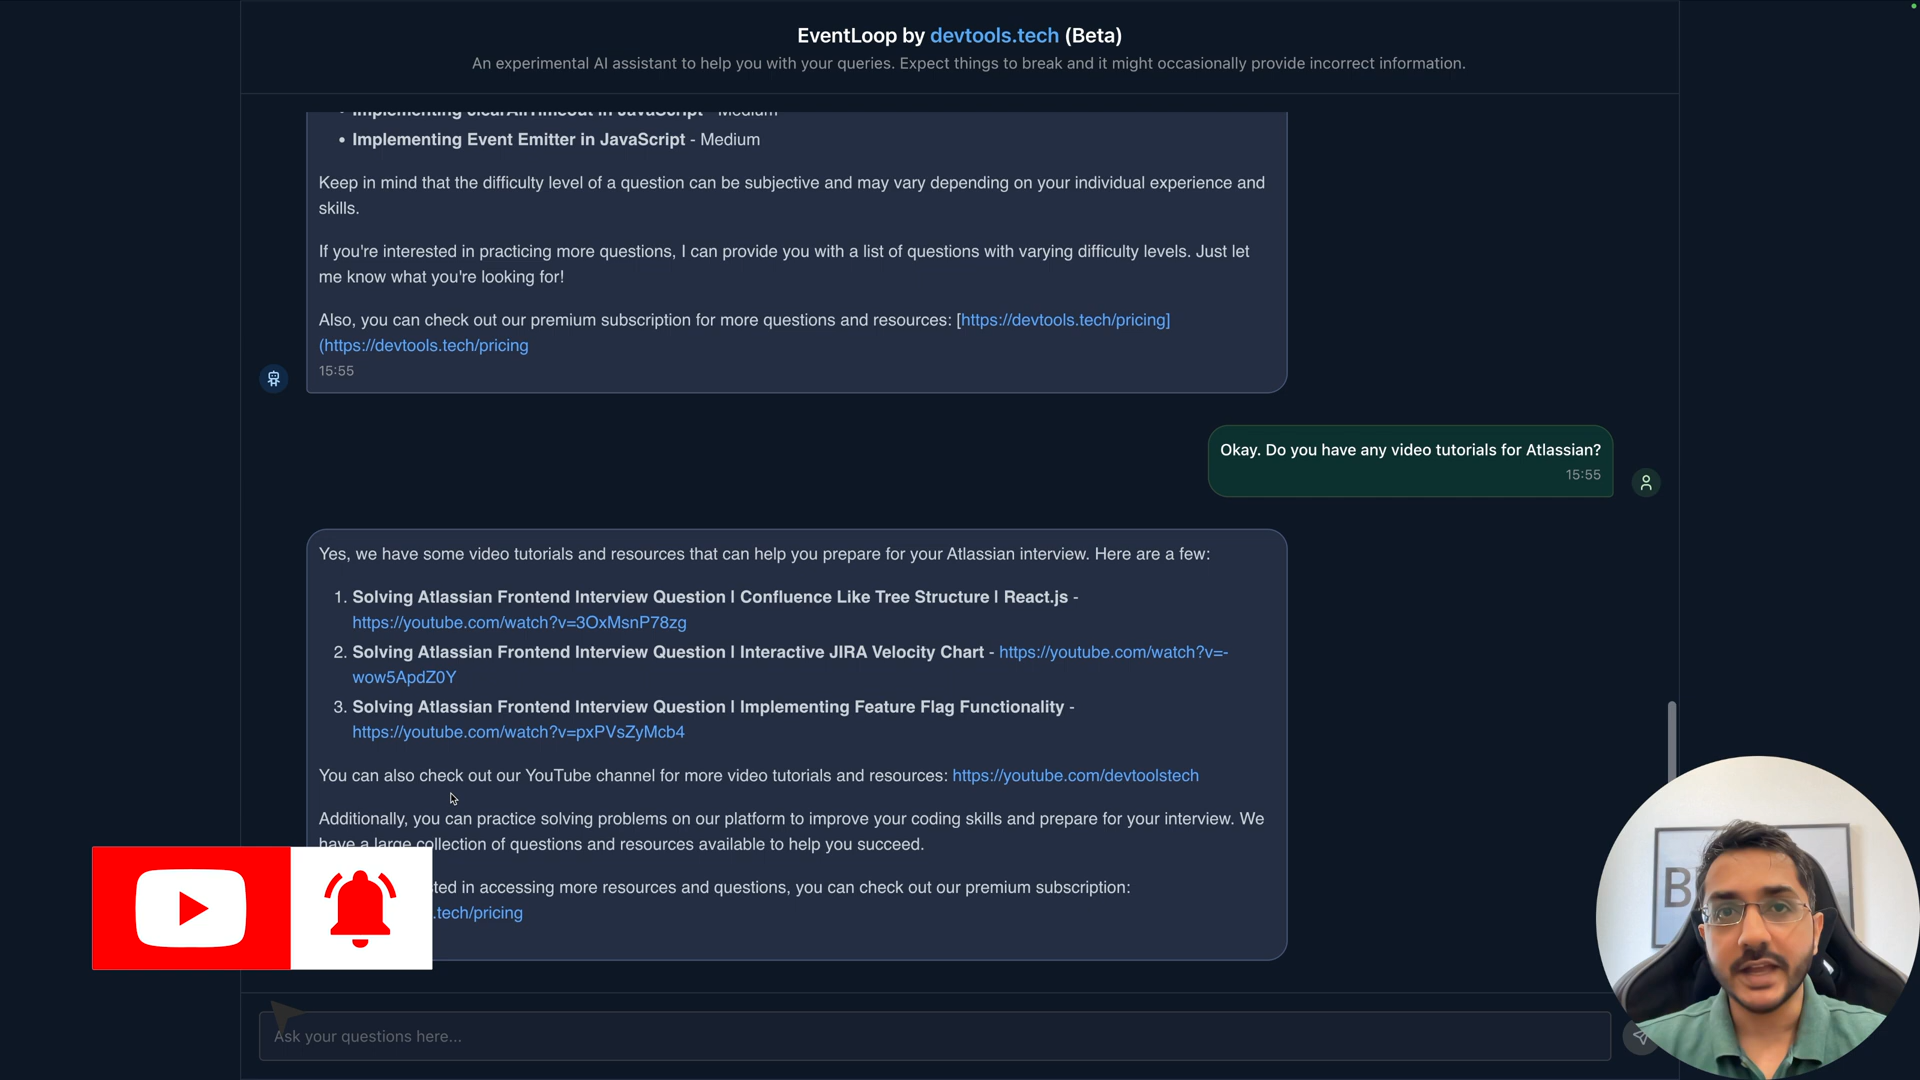 EventLoop by devtools.tech (Beta)
An experimental AI assistant to help you with your queries. Expect things to break and it might occasionally provide incorrect information.
• Implementing clearAllTimeout in JavaScript - Medium
• Implementing Event Emitter in JavaScript - Medium
Keep in mind that the difficulty level of a question can be subjective and may vary depending on your individual experience and
skills.
If you're interested in practicing more questions, I can provide you with a list of questions with varying difficulty levels. Just let
me know what you're looking for!
Also, you can check out our premium subscription for more questions and resources: [https://devtools.tech/pricing]
(https://devtools.tech/pricing
15:55
Okay. Do you have any video tutorials for Atlassian?
15:55
Yes, we have some video tutorials and resources that can help you prepare for your Atlassian interview. Here are a few:
1. Solving Atlassian Frontend Interview Question | Confluence Like Tree Structure | React.js -
https://youtube.com/watch?v=3OxMsnP78zg
2. Solving Atlassian Frontend Interview Question | Interactive JIRA Velocity Chart - https://youtube.com/watch?v=-
wow5ApdZ0Y
3. Solving Atlassian Frontend Interview Question | Implementing Feature Flag Functionality -
https://youtube.com/watch?v=pxPVsZyMcb4
You can also check out our YouTube channel for more video tutorials and resources: https://youtube.com/devtoolstech
Additionally, you can practice solving problems on our platform to improve your coding skills and prepare for your interview. We
have a large collection of questions and resources available to help you succeed.
in accessing more resources and questions, you can check out our premium subscription:
.tech/pricing
Ask your questions here...